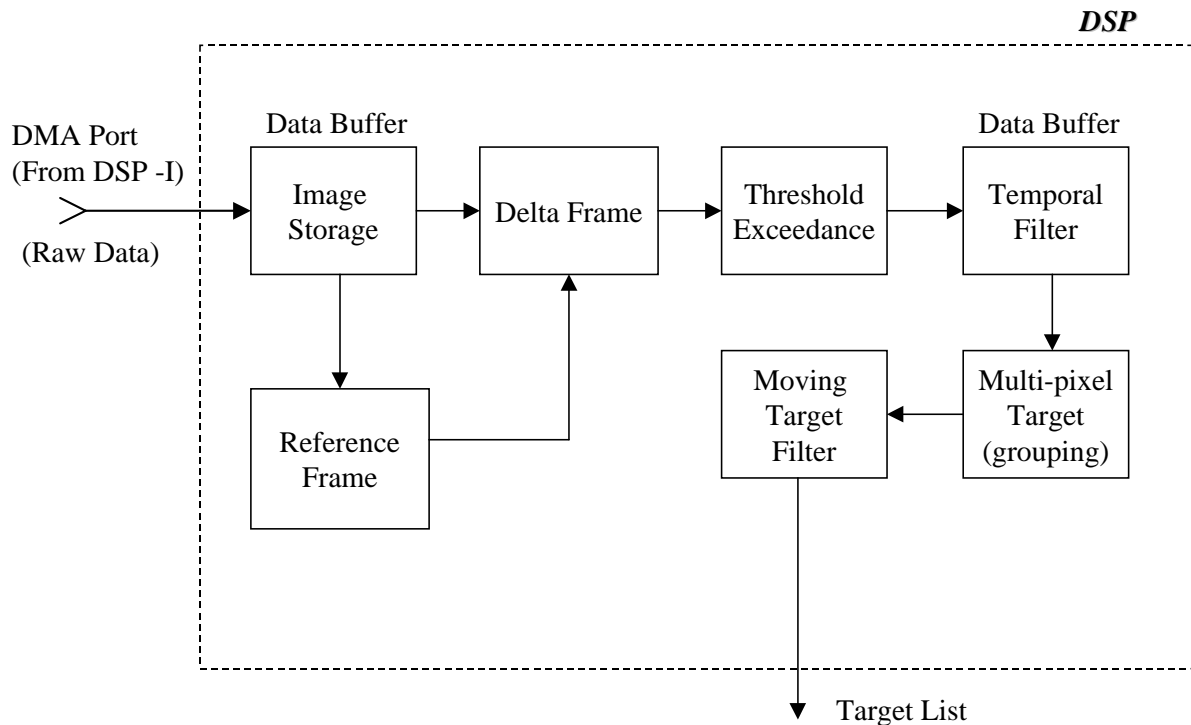 DSP
DMA Port
(From DSP -I)
(Raw Data)
Data Buffer
Image
Storage
Delta Frame
Threshold
Exceedance
Data Buffer
Temporal
Filter
Reference
Frame
Moving
Target
Filter
Multi-pixel
Target
(grouping)
Target List